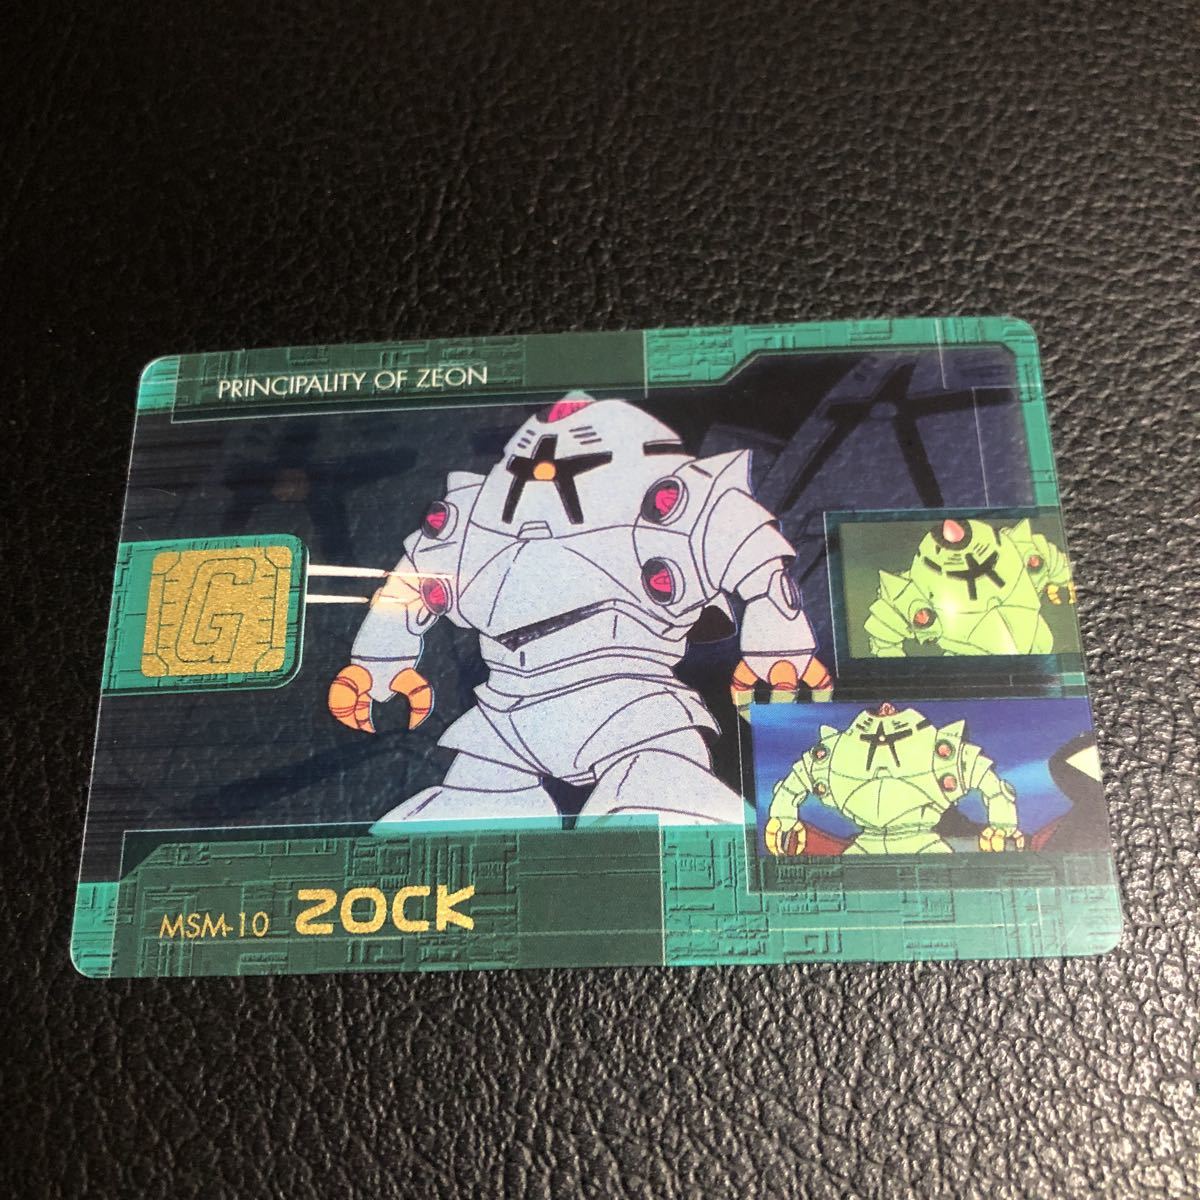 PRINCIPALITY OF ZEON
G
MSM-10 ZOCK